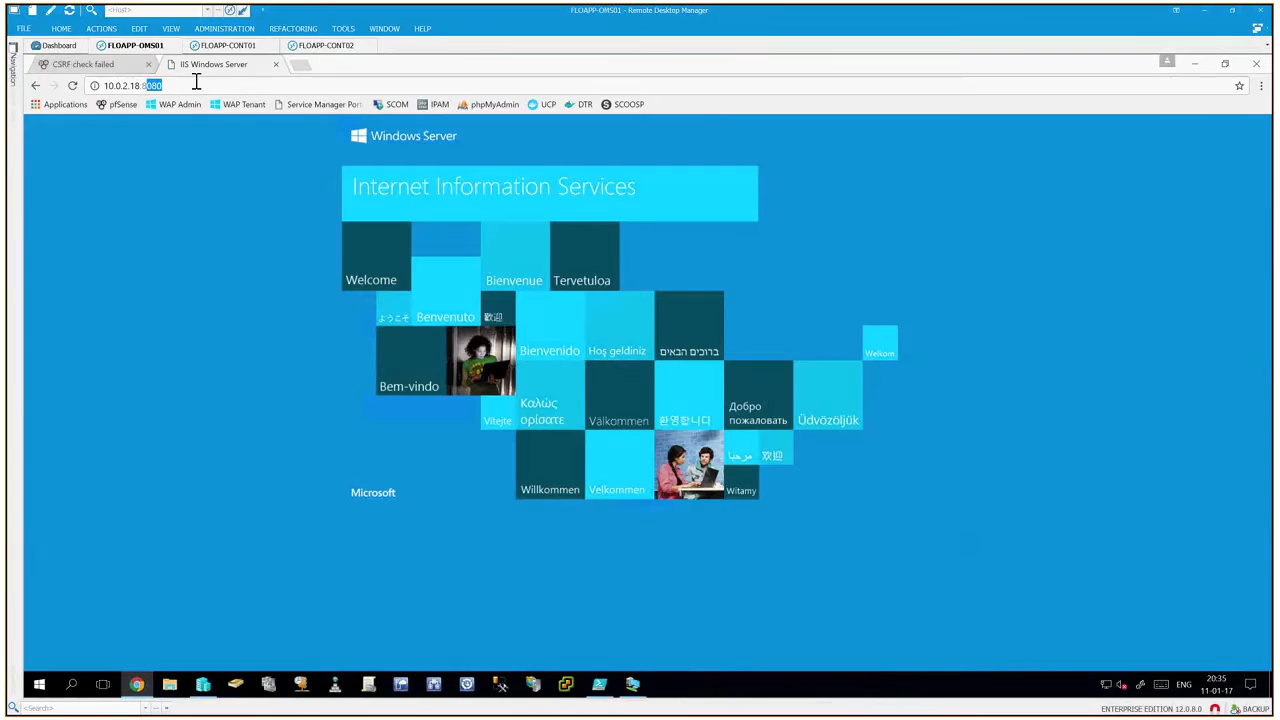 FLOAPP-OMS01 - Remote Desktop Manager
<Host>
FILE HOME ACTIONS EDIT VIEW ADMINISTRATION REFACTORING TOOLS WINDOW HELP
Dashboard FLOAPP-OMS01 FLOAPP-CONT01 FLOAPP-CONT02
Navigation
CSRF check failed IIS Windows Server
10.0.2.18:8080
Applications pfSense WAP Admin WAP Tenant Service Manager Port SCOM IPAM phpMyAdmin UCP DTR SCOOSP
Windows Server
Internet Information Services
Welcome
Bienvenue
Tervetuloa
ようこそ
Benvenuto
歡迎
Bienvenido
Hoş geldiniz
ברוכים הבאים
Welkom
Bem-vindo
Vítejte
Καλώς
ορίσατε
Välkommen
환영합니다
Добро
пожаловать
Üdvözöljük
مرحبا
欢迎
Microsoft
Willkommen
Velkommen
Witamy
ENG
20:35
11-01-17
<Search>
ENTERPRISE EDITION 12.0.8.0 BACKUP